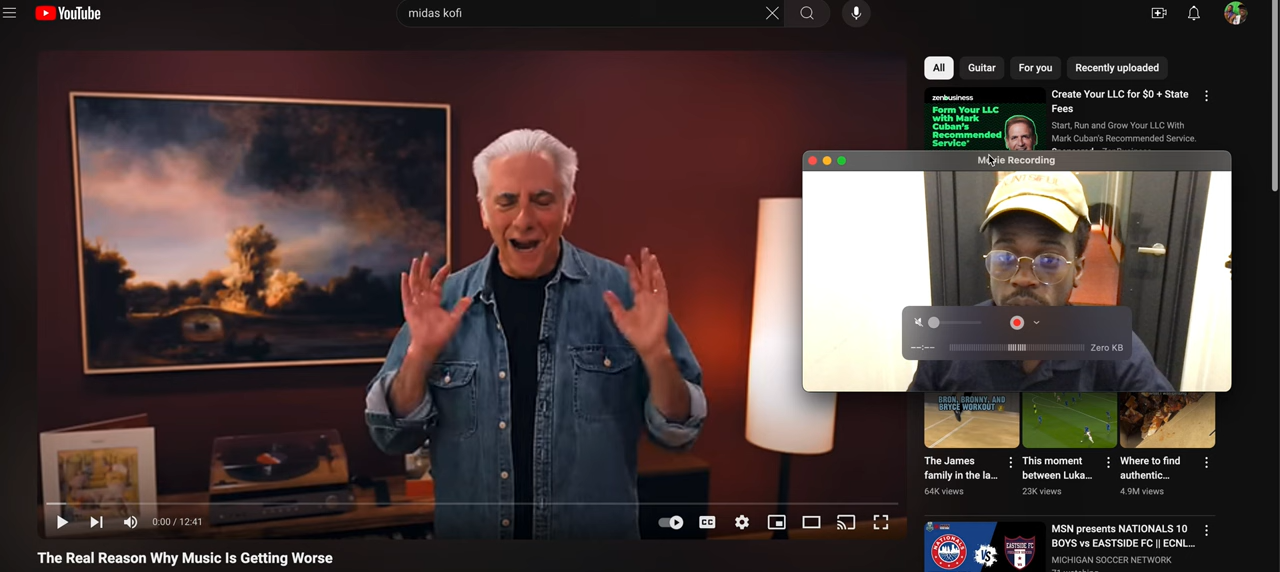 YouTube
midas kofi
All
Guitar
For you
Recently uploaded
zenbusiness
Form Your LLC
with Mark
Cuban's
Recommended
Service*
Create Your LLC for $0 + State
Fees
Start, Run and Grow Your LLC With
Mark Cuban's Recommended Service.
Movie Recording
--:--
Zero KB
BRON, BRONNY, AND
BRYCE WORKOUT
The James
family in the la...
64K views
This moment
between Luka...
23K views
Where to find
authentic...
4.9M views
0:00 / 12:41
CC
The Real Reason Why Music Is Getting Worse
NATIONALS
VS
EASTSIDE FC
MSN presents NATIONALS 10
BOYS vs EASTSIDE FC || ECNL...
MICHIGAN SOCCER NETWORK